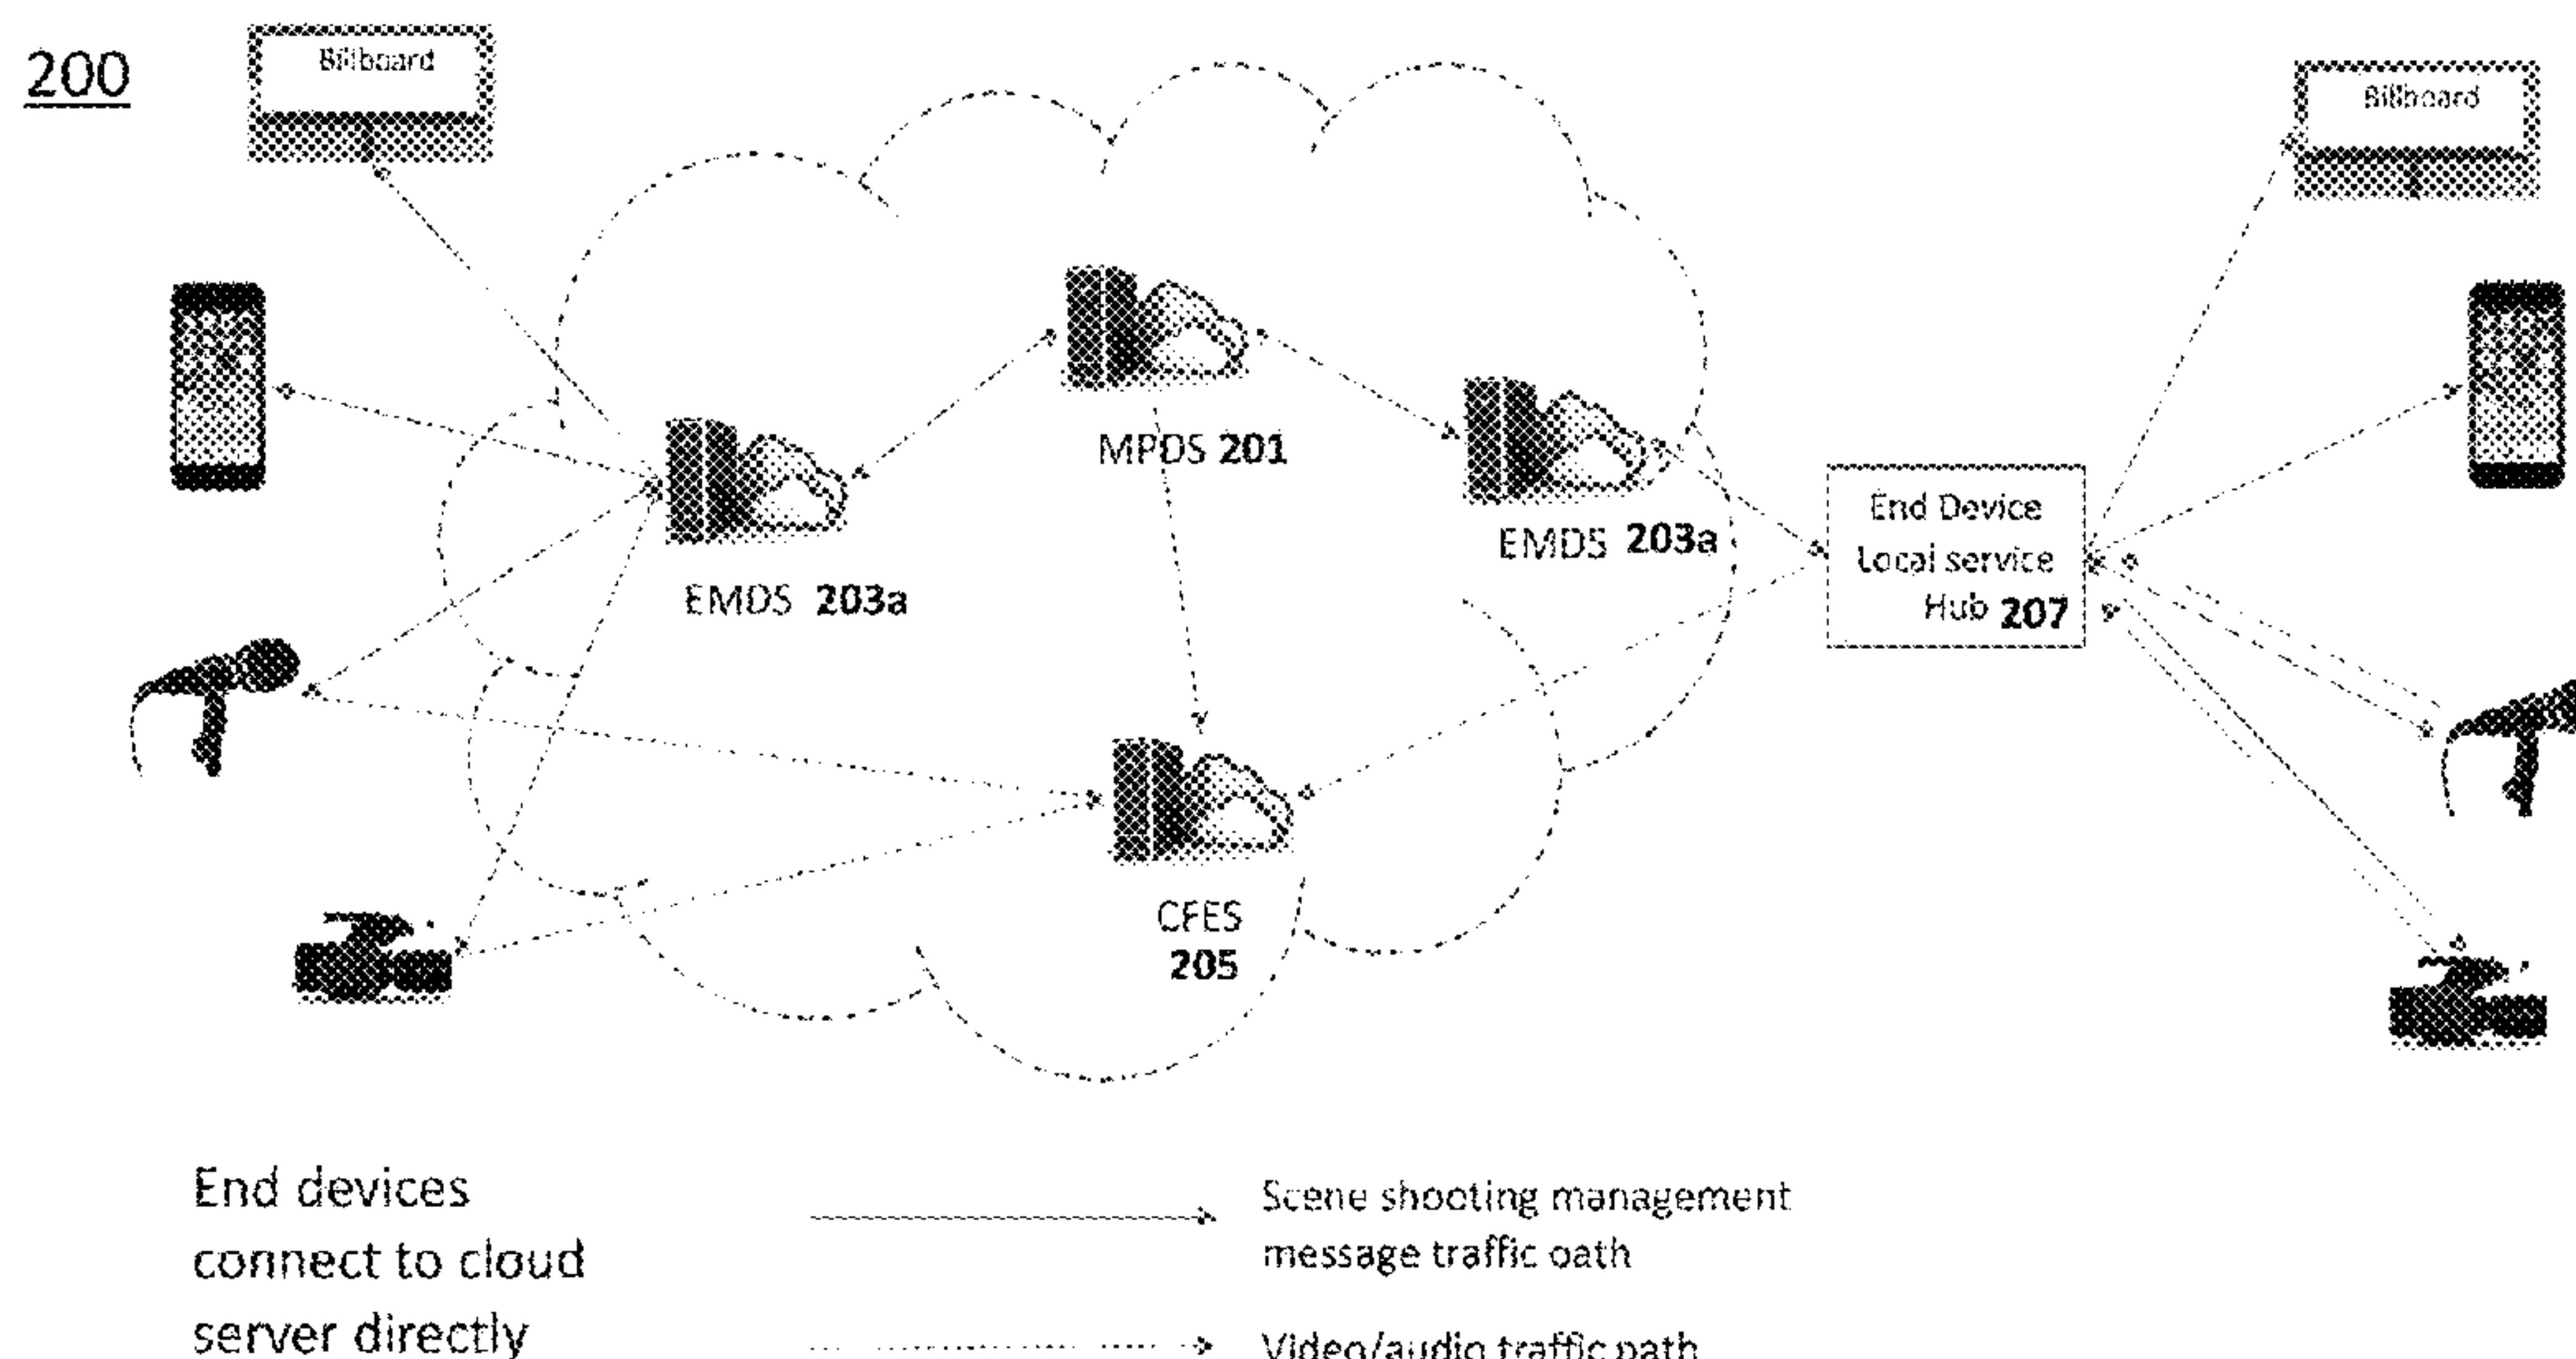 200
Billboard
Billboard
MPDS 201
EMDS 203a
EMDS 203a
End Device
Local service
Hub 207
CFES
205
End devices
connect to cloud
server directly
Scene shooting management
message traffic oath
Video/audio traffic path